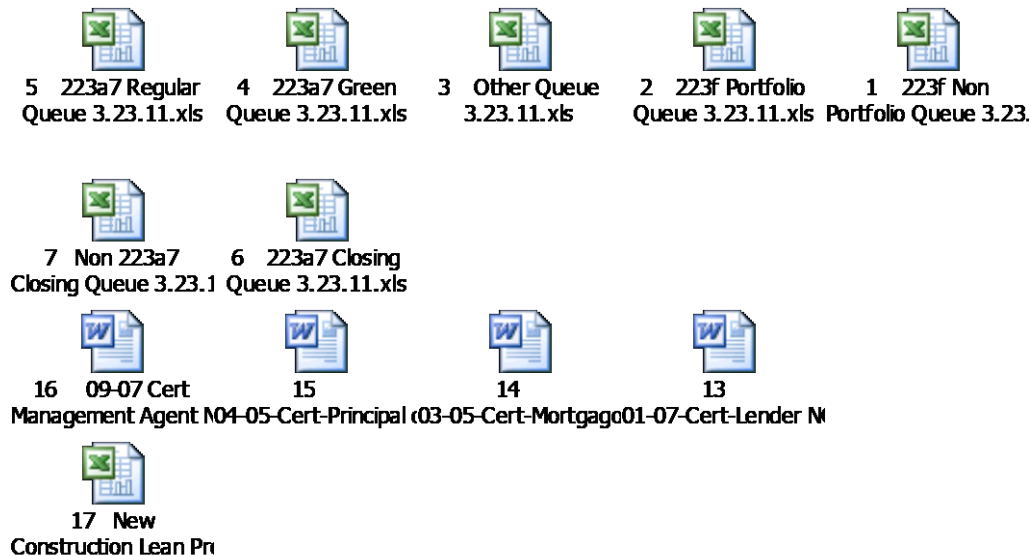 5 223a7 Regular
Queue 3.23.11.xls
4 223a7 Green
Queue 3.23.11.xls
3 Other Queue
3.23.11.xls
2 223f Portfolio
Queue 3.23.11.xls
1 223f Non
Portfolio Queue 3.23.
7 Non 223a7
Closing Queue 3.23.1
6 223a7 Closing
Queue 3.23.11.xls
16 09-07 Cert
Management Agent N
15
04-05-Cert-Principal
14
03-05-Cert-Mortgago
13
01-07-Cert-Lender N
17 New
Construction Lean Pr